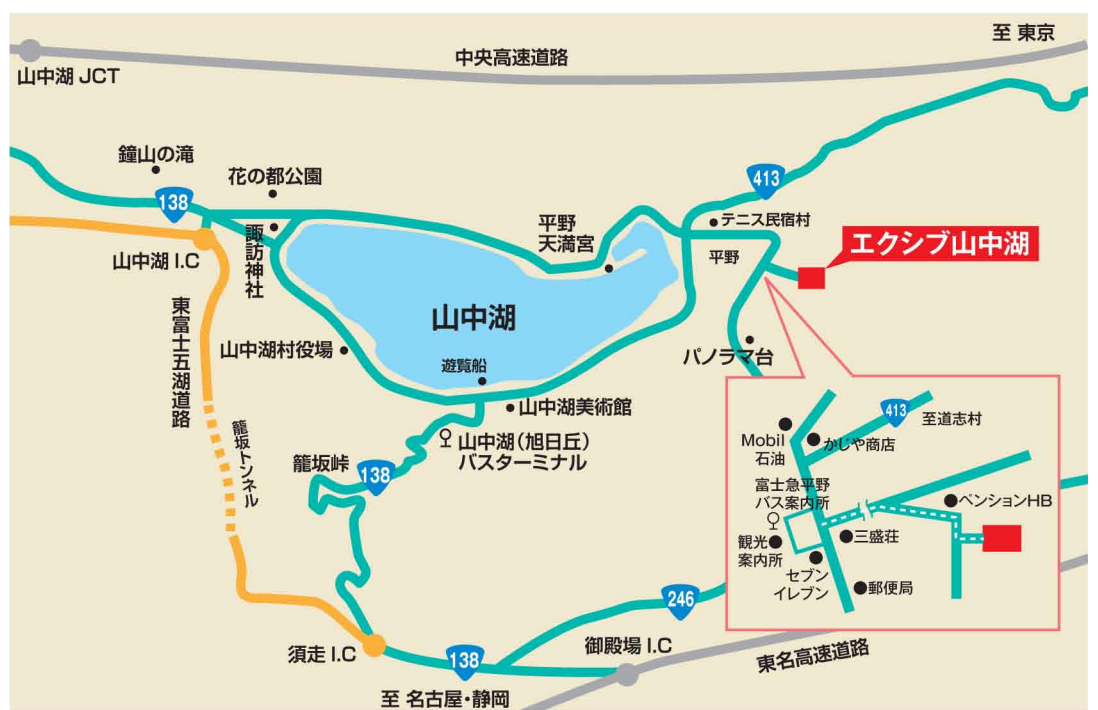 至 東京
中央高速道路
山中湖 JCT
鐘山の滝
花の都公園
138
413
諏訪神社
平野
天満宮
テニス民宿村
平野
エクシブ山中湖
山中湖 I.C
東富士五湖道路
山中湖
山中湖村役場
遊覧船
パノラマ台
山中湖美術館
山中湖（旭日丘）
バスターミナル
籠坂トンネル
籠坂峠
138
413
至道志村
Mobil
石油
かじや商店
富士急平野
バス案内所
ペンションHB
観光
案内所
三盛荘
セブン
イレブン
郵便局
246
須走 I.C
138
御殿場 I.C
東名高速道路
至 名古屋・静岡